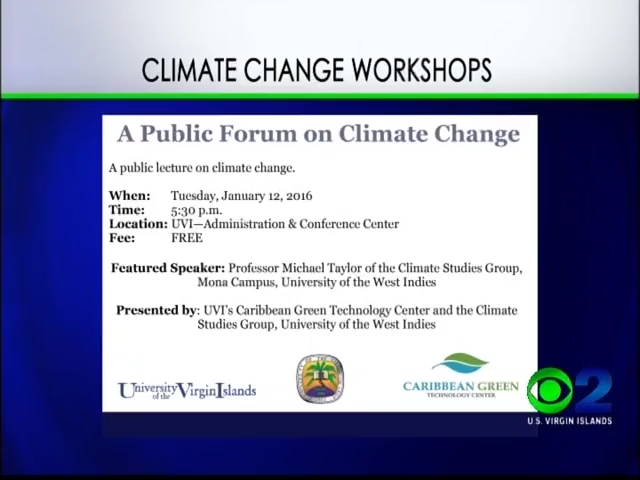 CLIMATE CHANGE WORKSHOPS
A Public Forum on Climate Change
A public lecture on climate change.
When: Tuesday, January 12, 2016
Time: 5:30 p.m.
Location: UVI—Administration & Conference Center
Fee: FREE
Featured Speaker: Professor Michael Taylor of the Climate Studies Group,
Mona Campus, University of the West Indies
Presented by: UVI's Caribbean Green Technology Center and the Climate
Studies Group, University of the West Indies
University of the Virgin Islands
CARIBBEAN GREEN
TECHNOLOGY CENTER
2
U.S. VIRGIN ISLANDS